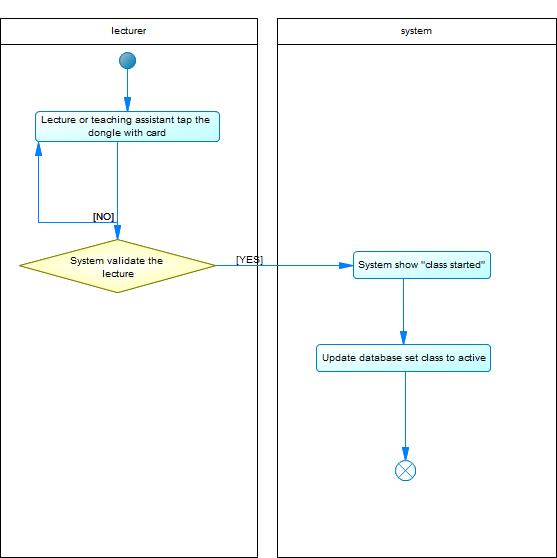 lecturer
system
Lecture or teaching assistant tap the
dongle with card
[NO]
System validate the
lecture
[YES]
System show "class started"
Update database set class to active